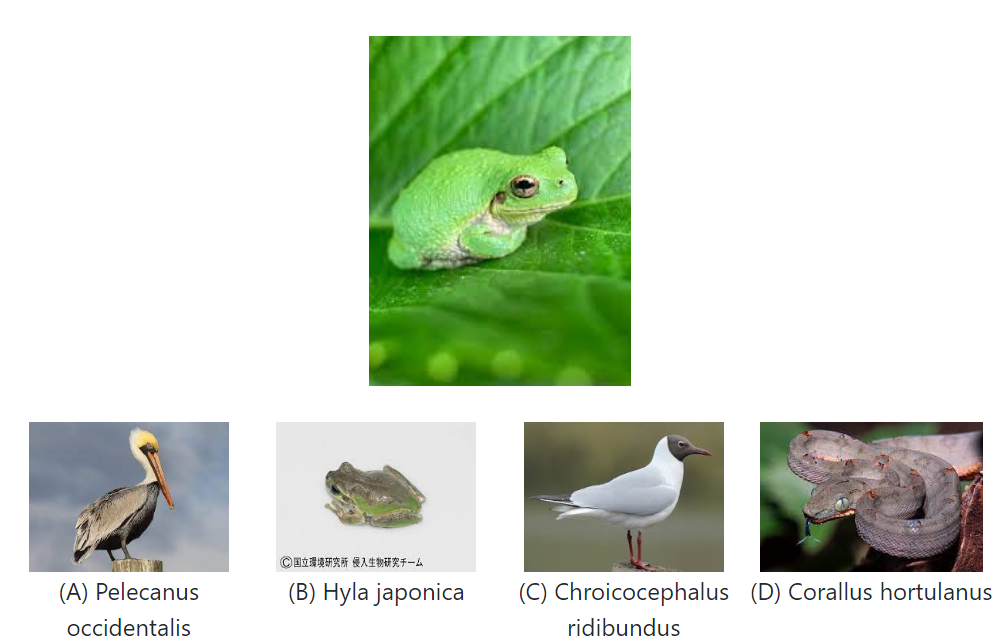 ©国立環境研究所 侵入生物研究チーム
(A) Pelecanus
occidentalis
(B) Hyla japonica
(C) Chroicocephalus
ridibundus
(D) Corallus hortulanus